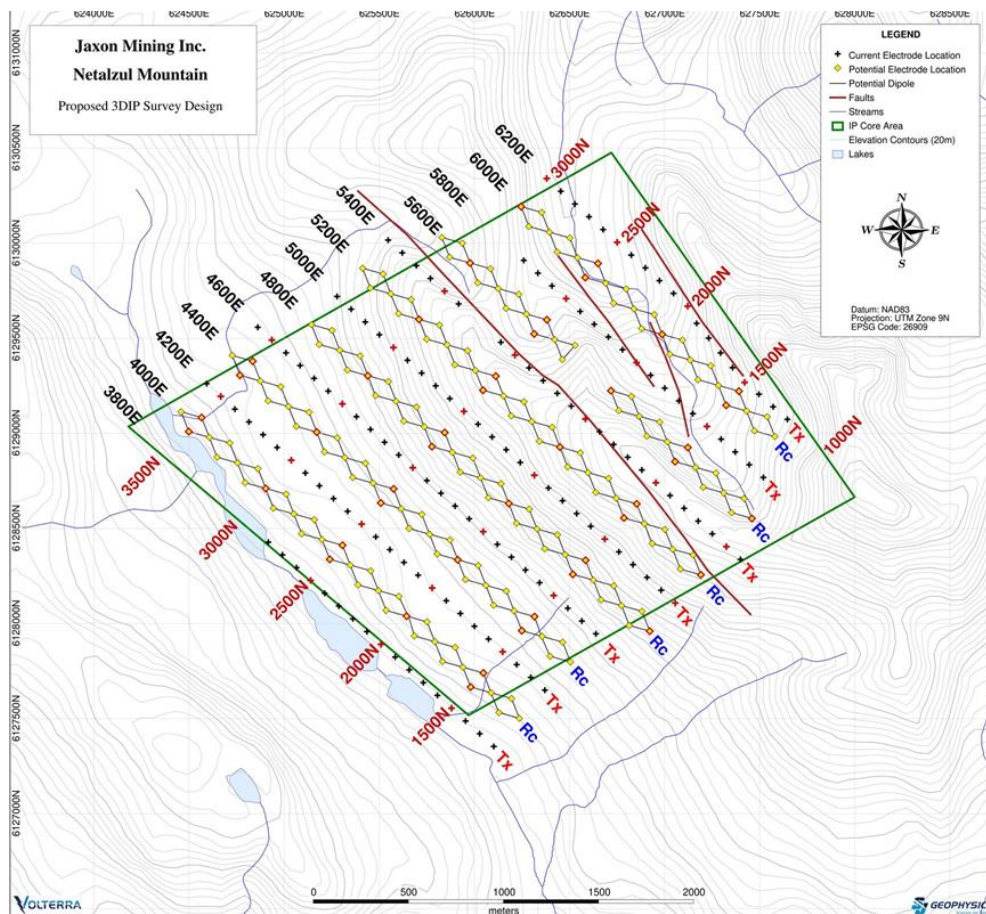 Jaxon Mining Inc.
Netalzul Mountain
Proposed 3DIP Survey Design
624000E
624500E
625000E
625500E
626000E
626500E
627000E
627500E
628000E
628500E
6131000N
6130500N
6130000N
6129500N
6129000N
6128500N
6128000N
6127500N
6127000N
LEGEND
Current Electrode Location
Potential Electrode Location
Potential Dipole
Faults
Streams
IP Core Area
Elevation Contours (20m)
Lakes
N
W E
S
Datum: NAD83
Projection: UTM Zone 9N
EPSG Code: 26909
6200E
6000E
5800E
5600E
5400E
5200E
5000E
4800E
4600E
4400E
4200E
4000E
3800E
3000N
2500N
2000N
1500N
1000N
3500N
3000N
2500N
2000N
1500N
Tx
Rc
Tx
Rc
Tx
Rc
Tx
Rc
Tx
Rc
Tx
Rc
Tx
0 500 1000 1500 2000
meters
VOLTERRA
GEOPHYSIC